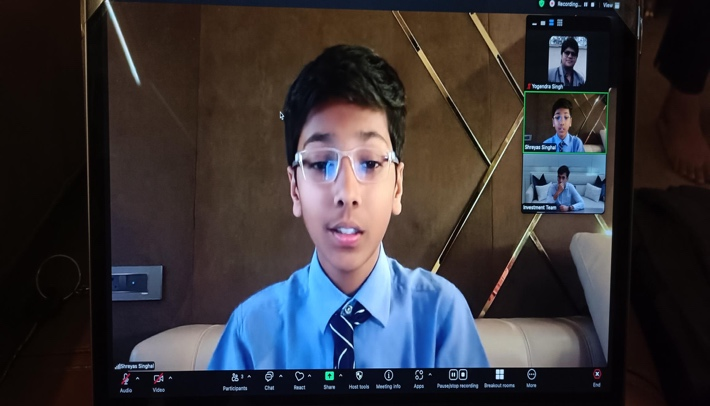 Recording...
View
Yogendra Singh
Shreyas Singhal
Investment Team
Shreyas Singhal
Audio
Video
Participants
3
Chat
React
Share
Host tools
Meeting info
Apps
Pause/stop recording
Breakout rooms
More
End